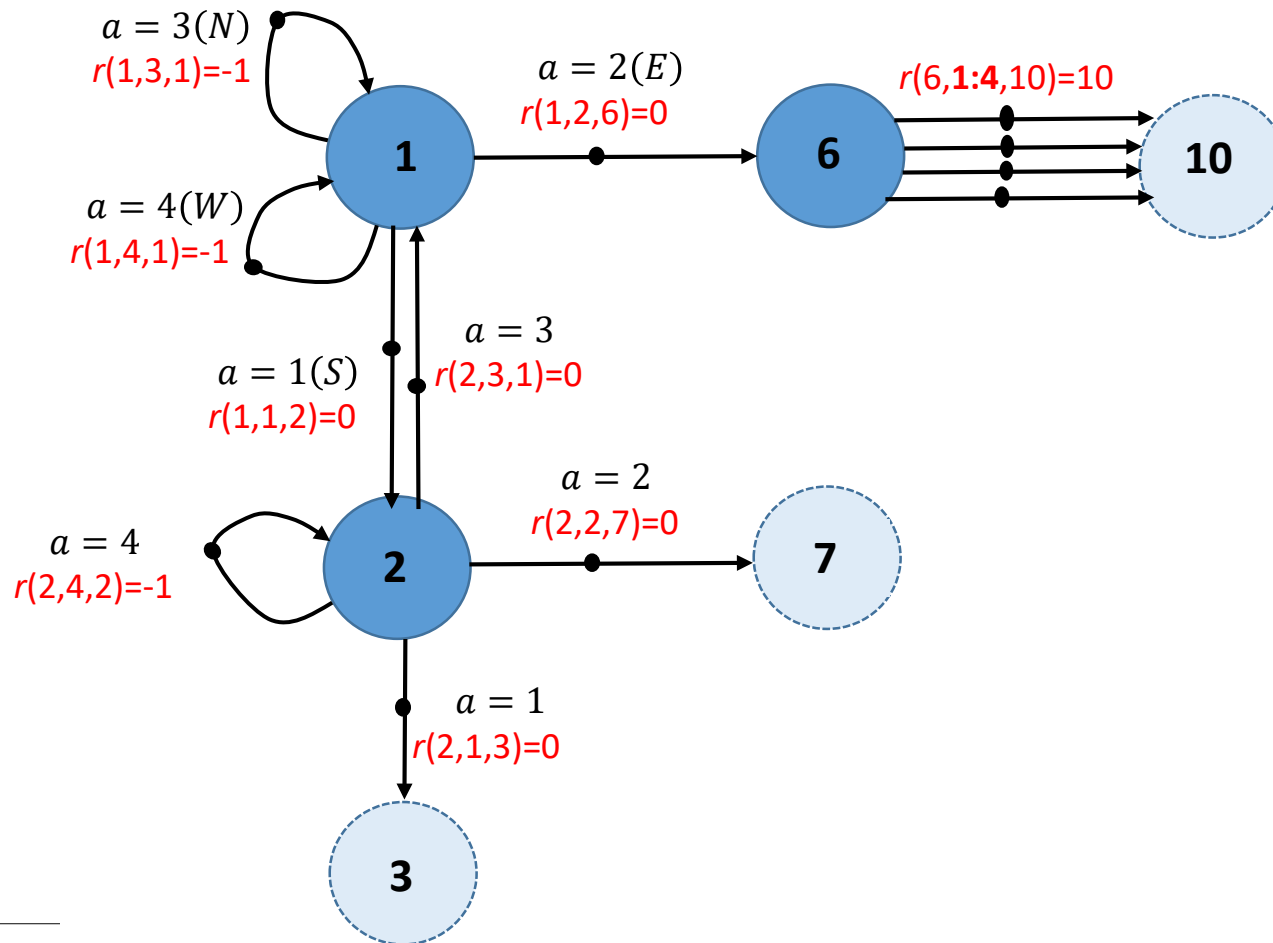 a = 3(N)
r(1,3,1)=-1
a = 2(E)
r(1,2,6)=0
r(6,1:4,10)=10
1
6
10
a = 4(W)
r(1,4,1)=-1
a = 3
r(2,3,1)=0
a = 1(S)
r(1,1,2)=0
a = 2
r(2,2,7)=0
a = 4
r(2,4,2)=-1
2
7
a = 1
r(2,1,3)=0
3